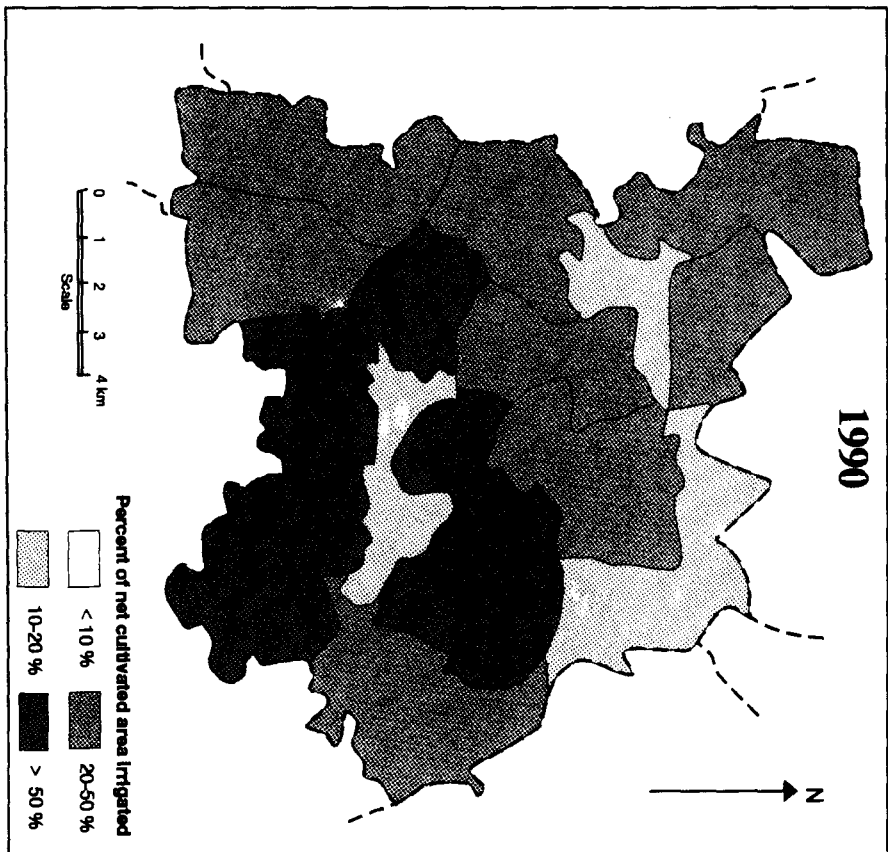 1990
N
0 1 2 3 4 km
Scale
Percent of net cultivated area irrigated
< 10 % 20-50 %
10-20 % > 50 %